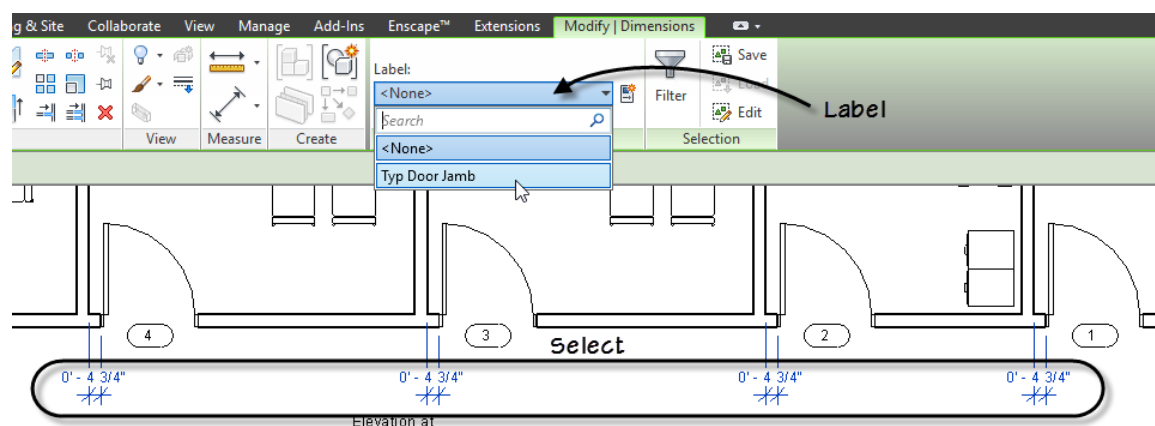 g & Site Collaborate View Manage Add-Ins Enscape™ Extensions Modify | Dimensions
Label:
<None>
Search
<None>
Typ Door Jamb
Filter
Save
Load
Edit
Label
View Measure Create Selection
4 3 2 1
Select
0' - 4 3/4" 0' - 4 3/4" 0' - 4 3/4" 0' - 4 3/4"
Elevation at